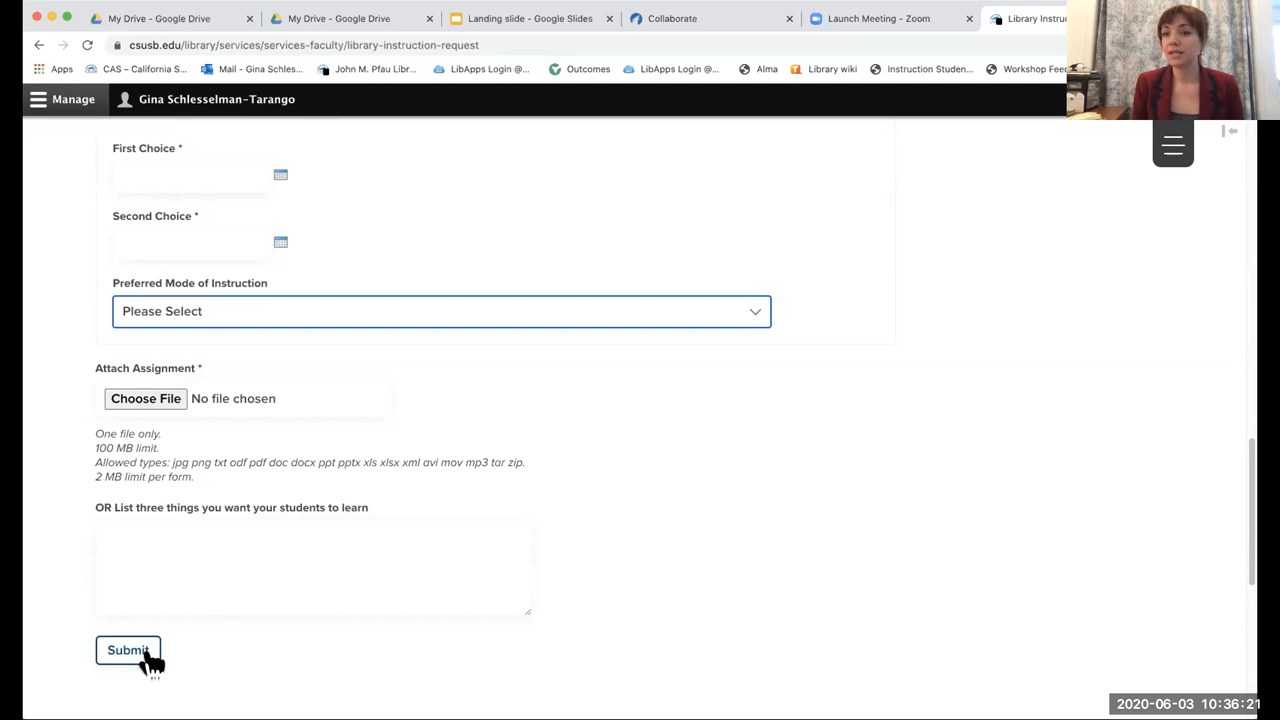 My Drive - Google Drive
My Drive - Google Drive
Landing slide - Google Slides
Collaborate
Launch Meeting - Zoom
Library Instruc
csusb.edu/library/services/services-faculty/library-instruction-request
Apps
CAS – California S...
Mail - Gina Schles...
John M. Pfau Libr...
LibApps Login @...
Outcomes
LibApps Login @...
Alma
Library wiki
Instruction Studen...
Workshop Feed
Manage
Gina Schlesselman-Tarango
First Choice *
Second Choice *
Preferred Mode of Instruction
Please Select
Attach Assignment *
Choose File No file chosen
One file only.
100 MB limit.
Allowed types: jpg png txt odf pdf doc docx ppt pptx xls xlsx xml avi mov mp3 tar zip.
2 MB limit per form.
OR List three things you want your students to learn
Submit
2020-06-03 10:36:21